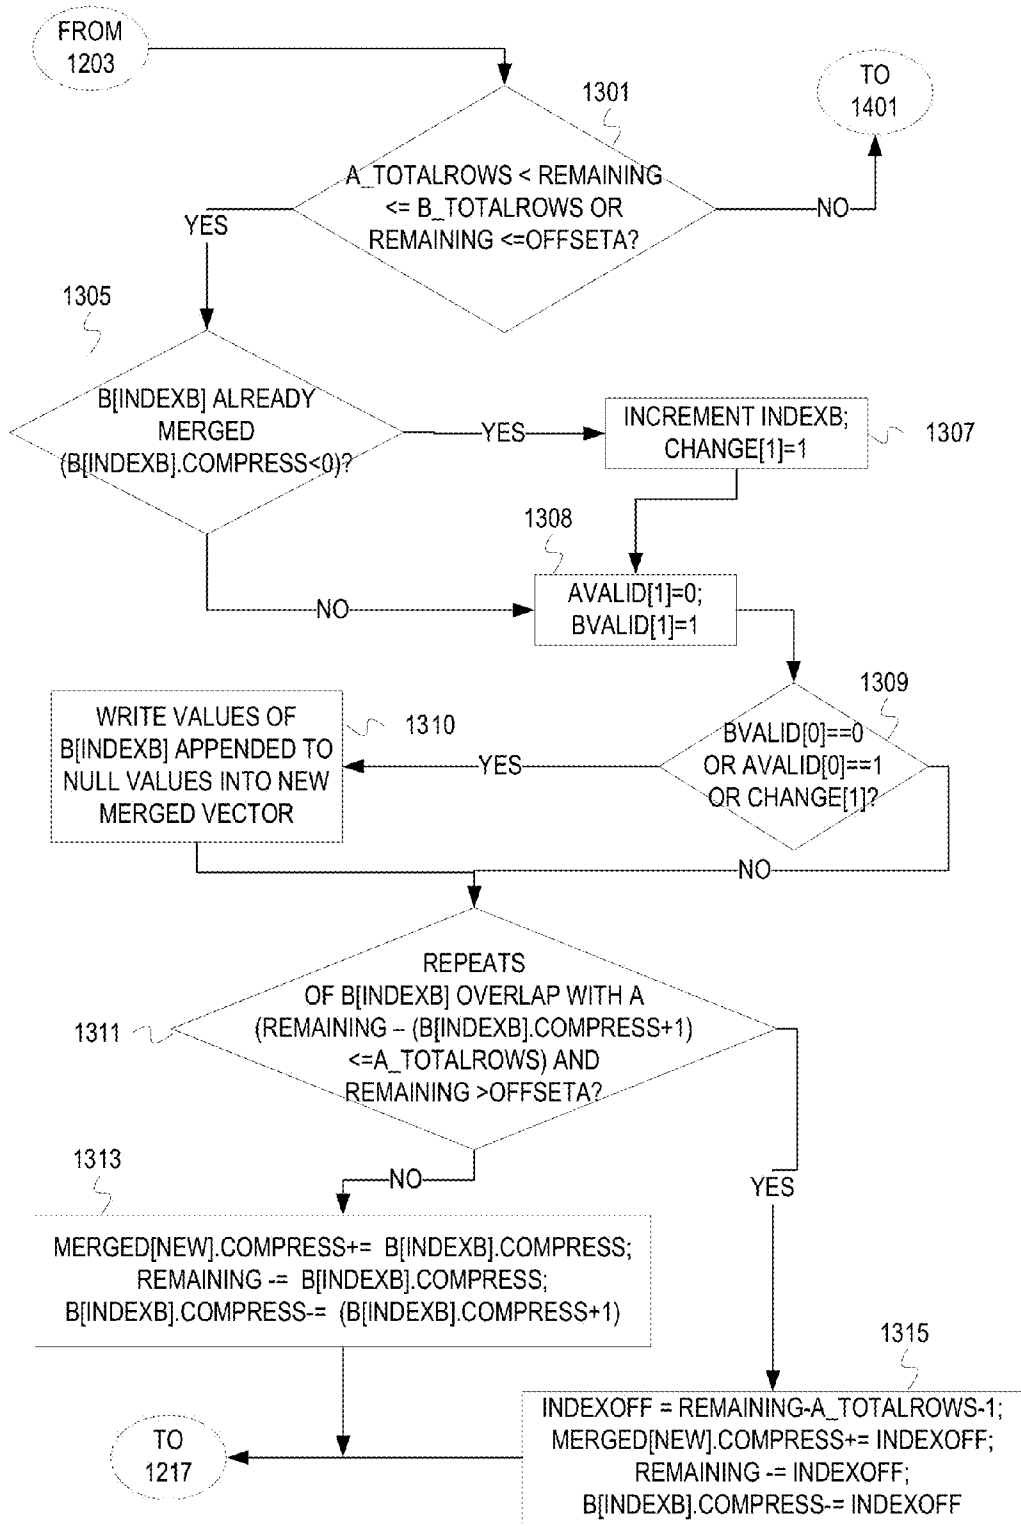 FROM
1203
TO
1401
1301
A_TOTALROWS < REMAINING
<= B_TOTALROWS OR
REMAINING <=OFFSETA?
NO
YES
1305
B[INDEXB] ALREADY
MERGED
(B[INDEXB].COMPRESS<0)?
YES
INCREMENT INDEXB;
CHANGE[1]=1
1307
1308
NO
AVALID[1]=0;
BVALID[1]=1
1309
BVALID[0]==0
OR AVALID[0]==1
OR CHANGE[1]?
YES
1310
WRITE VALUES OF
B[INDEXB] APPENDED TO
NULL VALUES INTO NEW
MERGED VECTOR
NO
1311
REPEATS
OF B[INDEXB] OVERLAP WITH A
(REMAINING – (B[INDEXB].COMPRESS+1)
<=A_TOTALROWS) AND
REMAINING >OFFSETA?
NO
YES
1313
MERGED[NEW].COMPRESS+= B[INDEXB].COMPRESS;
REMAINING -= B[INDEXB].COMPRESS;
B[INDEXB].COMPRESS-= (B[INDEXB].COMPRESS+1)
1315
INDEXOFF = REMAINING-A_TOTALROWS-1;
MERGED[NEW].COMPRESS+= INDEXOFF;
REMAINING -= INDEXOFF;
B[INDEXB].COMPRESS-= INDEXOFF
TO
1217